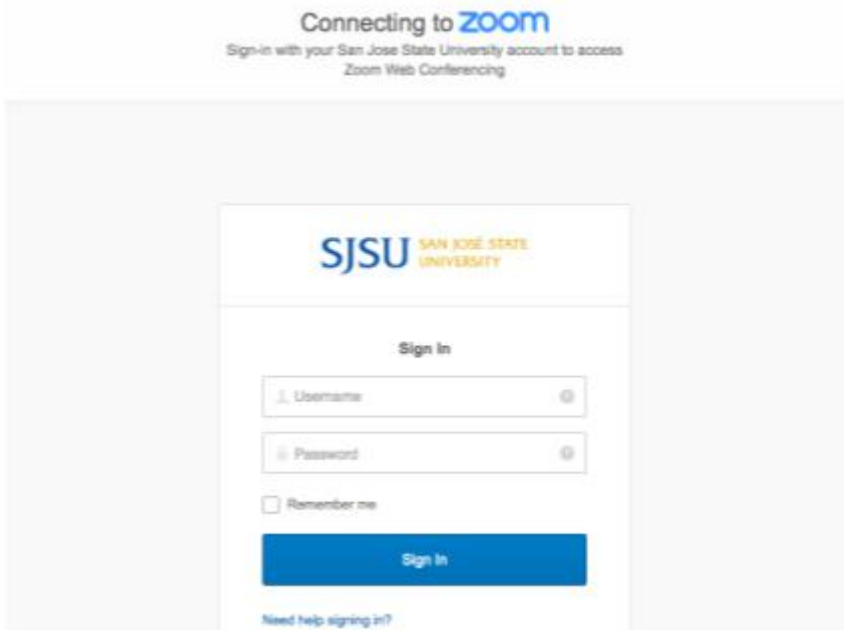 Connecting to zoom
Sign-in with your San Jose State University account to access
Zoom Web Conferencing
SJSU SAN JOSÉ STATE
UNIVERSITY
Sign In
Username
Password
Remember me
Sign In
Need help signing in?